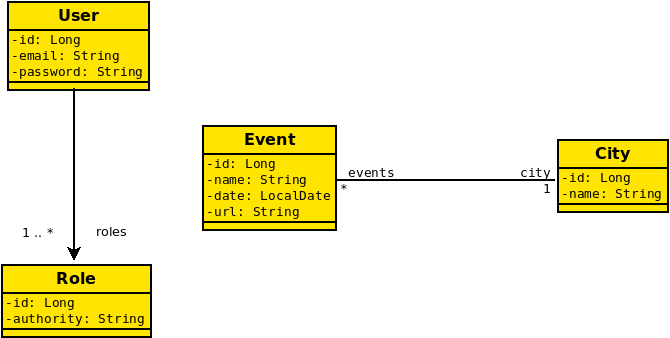 User
-id: Long
-email: String
-password: String
Event
-id: Long
-name: String
-date: LocalDate
-url: String
events
*
city
1
City
-id: Long
-name: String
1 .. *
roles
Role
-id: Long
-authority: String